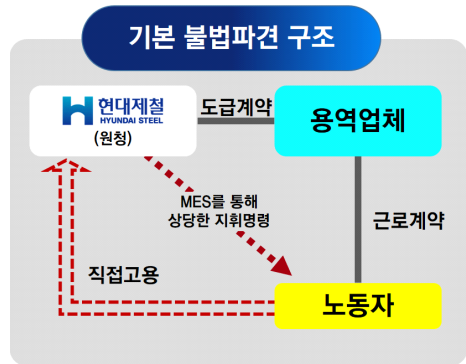 기본 불법파견 구조
현대제철
HYUNDAI STEEL
(원청)
도급계약
용역업체
MES를 통해
상당한 지휘명령
근로계약
직접고용
노동자